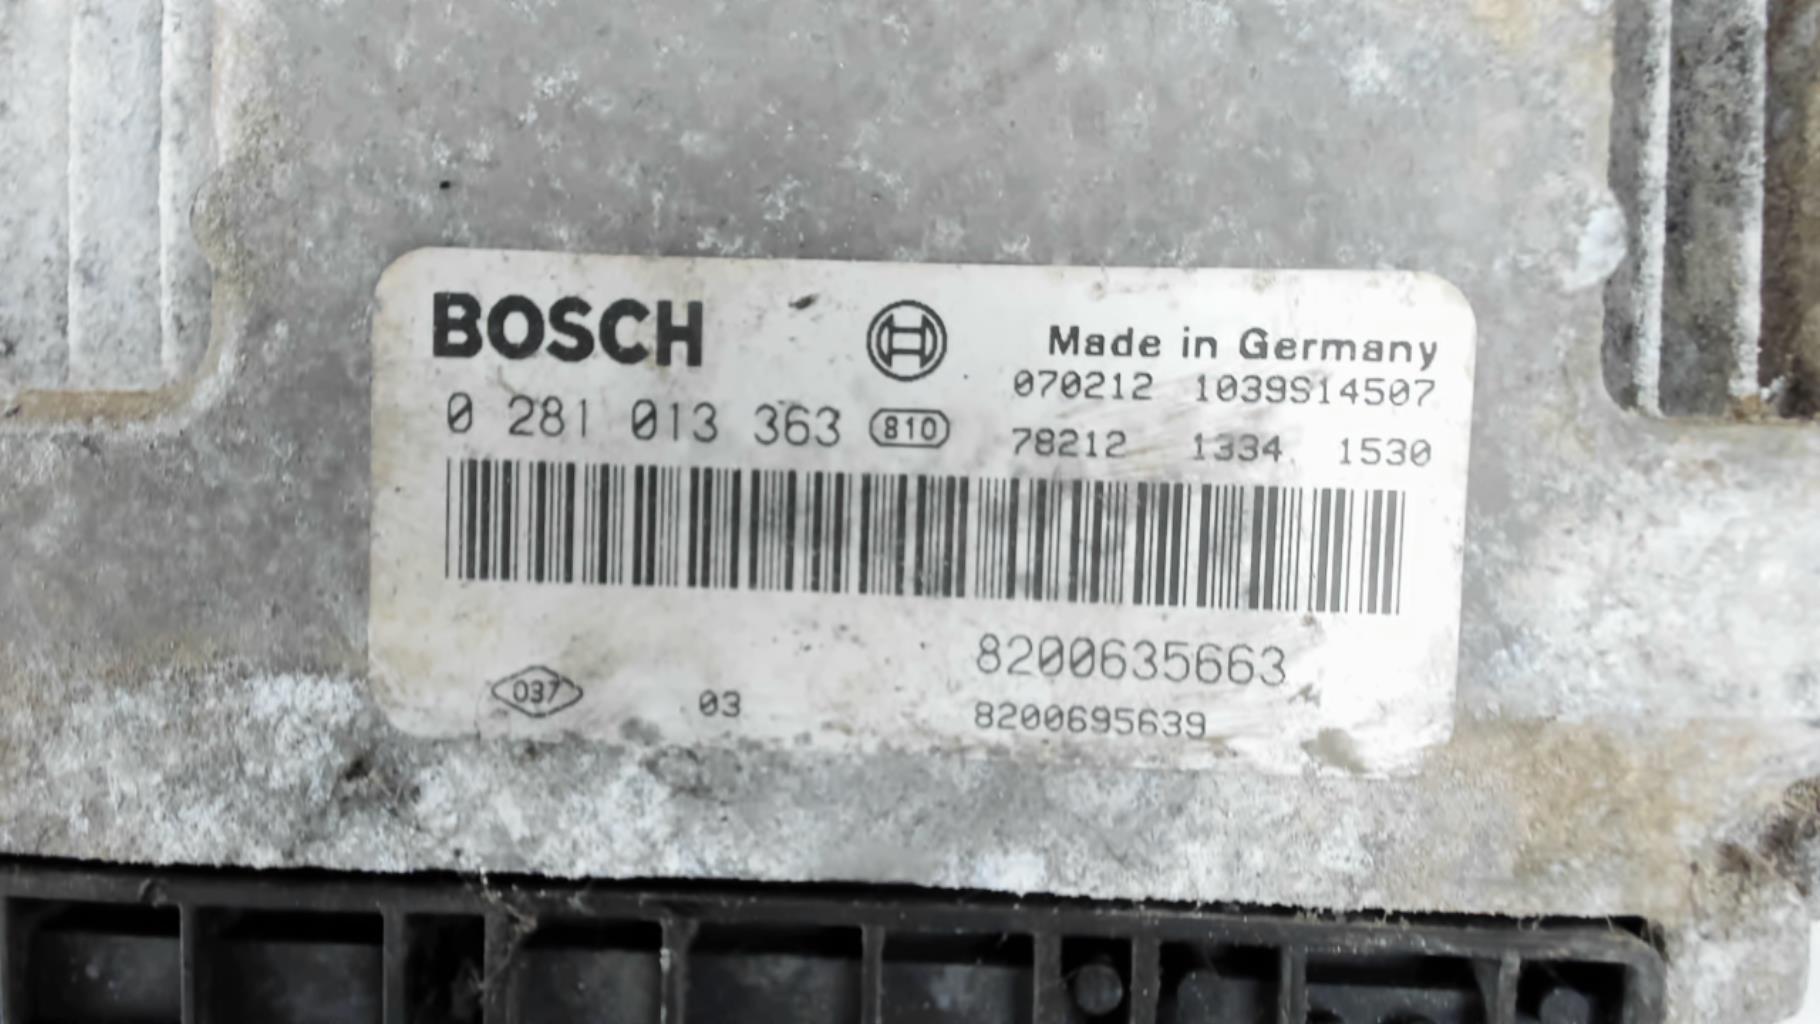 BOSCH
Made in Germany
070212 1039S14507
0 281 013 363 810
78212 1334 1530
8200635663
037 03
8200695639